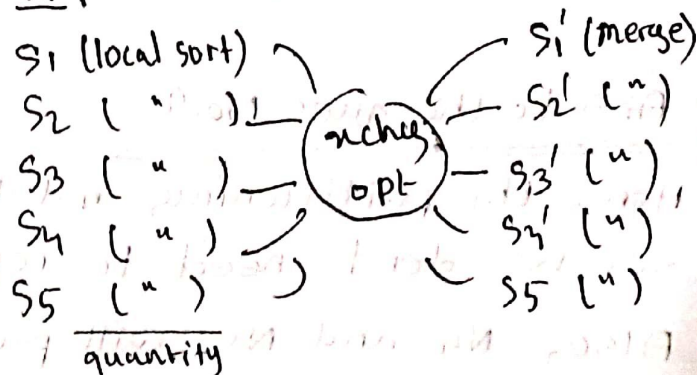 S1 (local sort) S1' (merge)
S2 ( " ) S2' ( " )
S3 ( " ) xchg S3' ( " )
opt
S4 ( " ) S4' ( " )
S5 ( " ) S5 ( " )
quantity